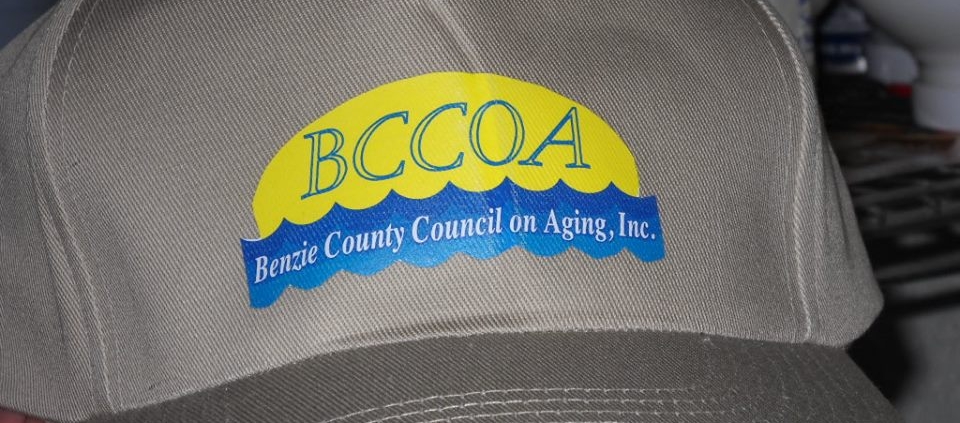 BCCOA
Benzie County Council on Aging, Inc.